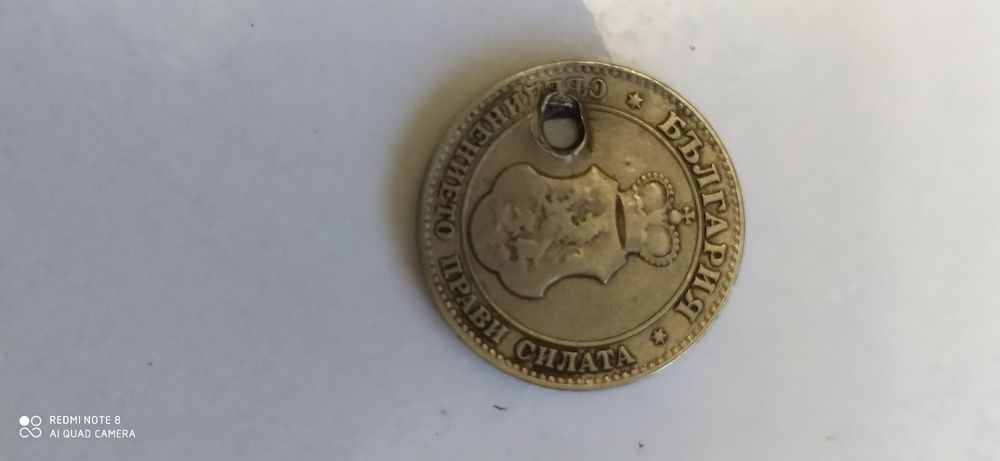 БЪЛГАРИЯ
СЪЕДИНЕНИЕТО ПРАВИ СИЛАТА
REDMI NOTE 8
AI QUAD CAMERA